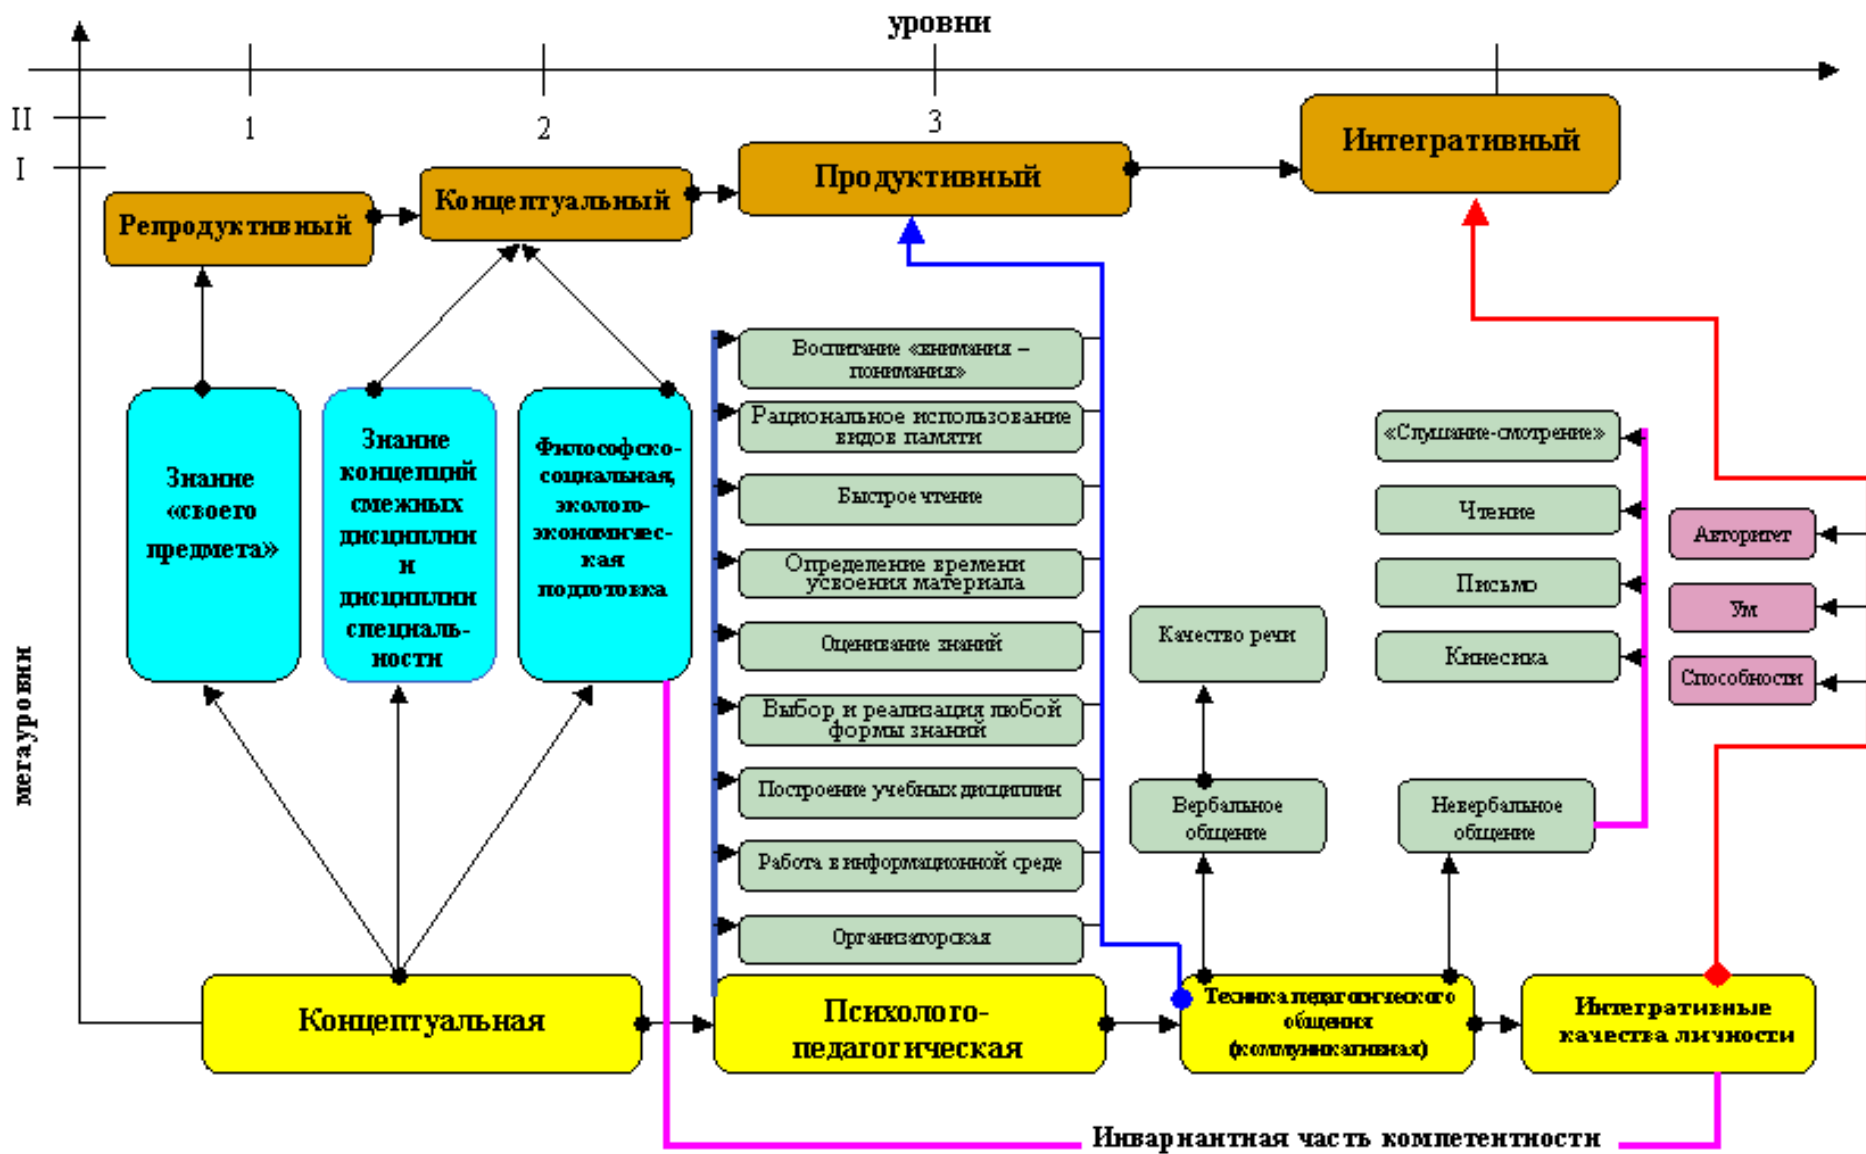 уровни
II
I
1
2
3
Репродуктивный
Концептуальный
Продуктивный
Интегративный
Знание
«своего
предмета»
Знание
концепций
смежных
дисциплин
и
дисциплин
специаль-
ности
Философско-
социальная,
эколого-
экономичес-
кая
подготовка
Воспитание «внимания –
понимания»
Рациональное использование
видов памяти
Быстрое чтение
Определение времени
усвоения материала
Оценивание знаний
Выбор и реализация любой
формы знаний
Построение учебных дисциплин
Работа в информационной среде
Организаторская
Качество речи
Вербальное
общение
«Слушание-смотрение»
Чтение
Письмо
Кинесика
Невербальное
общение
Авторитет
Ум
Способности
мегауровни
Концептуальная
Психолого-
педагогическая
Техника педагогического
общения
(коммуникативная)
Интегративные
качества личности
Инвариантная часть компетентности